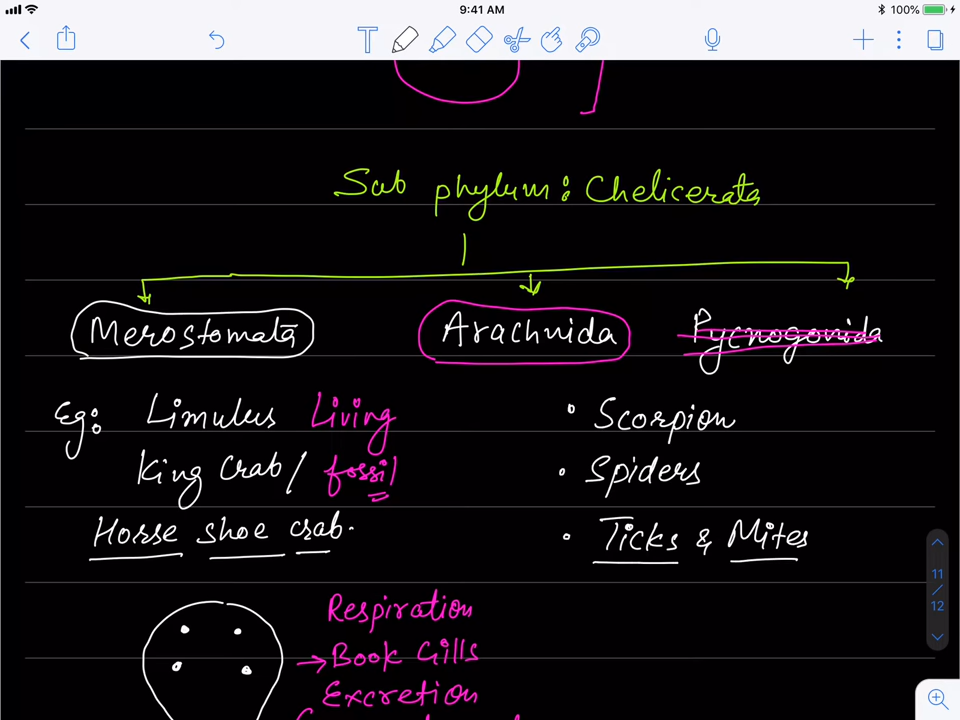 9:41 AM
100%
T
Sub phylum: Chelicerata
Merostomata
Arachnida
Pycnogonida
Eg: Limulus Living
King Crab/ fossil
Horse shoe crab.
• Scorpion
• Spiders
• Ticks & Mites
11
/
12
Respiration
→Book Gills
Excretion